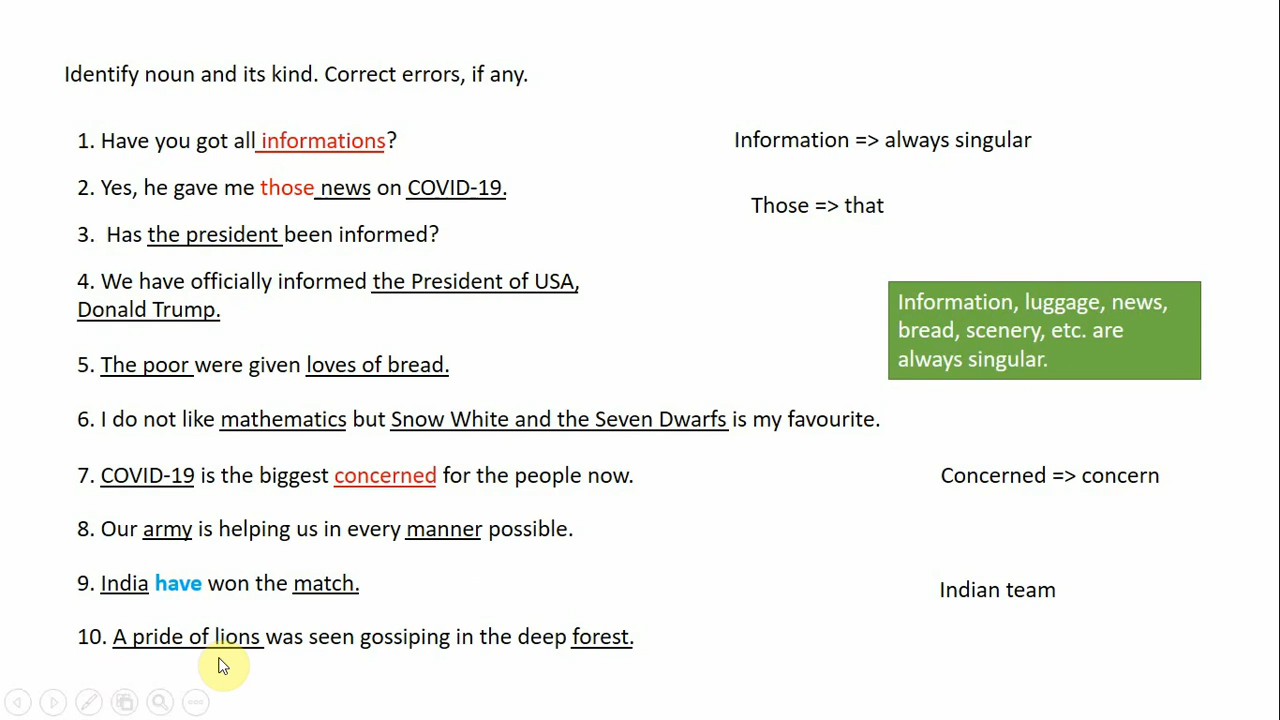 Identify noun and its kind. Correct errors, if any.
1. Have you got all informations?
Information => always singular
2. Yes, he gave me those news on COVID-19.
Those => that
3. Has the president been informed?
4. We have officially informed the President of USA,
Donald Trump.
Information, luggage, news,
bread, scenery, etc. are
always singular.
5. The poor were given loves of bread.
6. I do not like mathematics but Snow White and the Seven Dwarfs is my favourite.
7. COVID-19 is the biggest concerned for the people now.
Concerned => concern
8. Our army is helping us in every manner possible.
9. India have won the match.
Indian team
10. A pride of lions was seen gossiping in the deep forest.